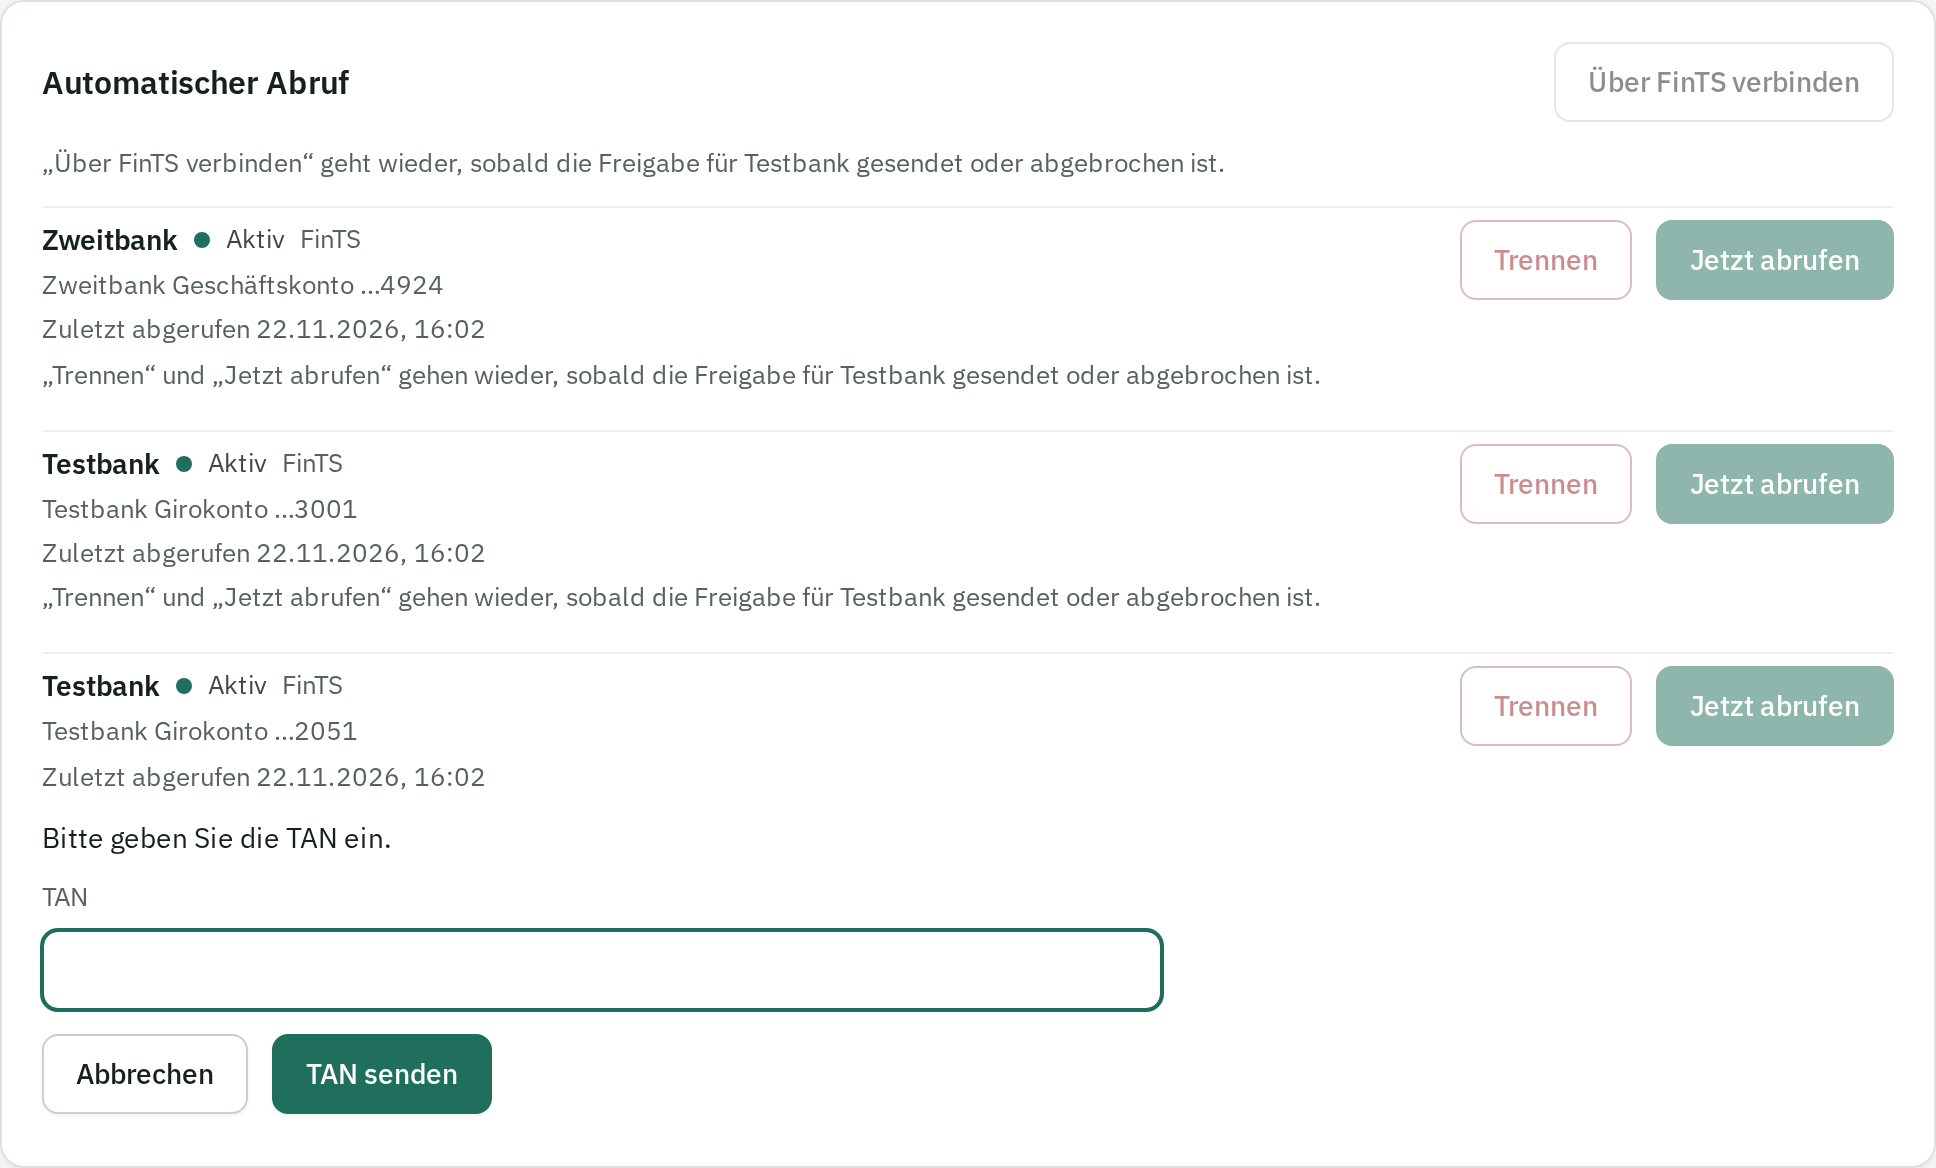 Automatischer Abruf
Über FinTS verbinden
„Über FinTS verbinden“ geht wieder, sobald die Freigabe für Testbank gesendet oder abgebrochen ist.
Zweitbank Aktiv FinTS
Trennen
Jetzt abrufen
Zweitbank Geschäftskonto …4924
Zuletzt abgerufen 22.11.2026, 16:02
„Trennen“ und „Jetzt abrufen“ gehen wieder, sobald die Freigabe für Testbank gesendet oder abgebrochen ist.
Testbank Aktiv FinTS
Trennen
Jetzt abrufen
Testbank Girokonto …3001
Zuletzt abgerufen 22.11.2026, 16:02
„Trennen“ und „Jetzt abrufen“ gehen wieder, sobald die Freigabe für Testbank gesendet oder abgebrochen ist.
Testbank Aktiv FinTS
Trennen
Jetzt abrufen
Testbank Girokonto …2051
Zuletzt abgerufen 22.11.2026, 16:02
Bitte geben Sie die TAN ein.
TAN
Abbrechen
TAN senden